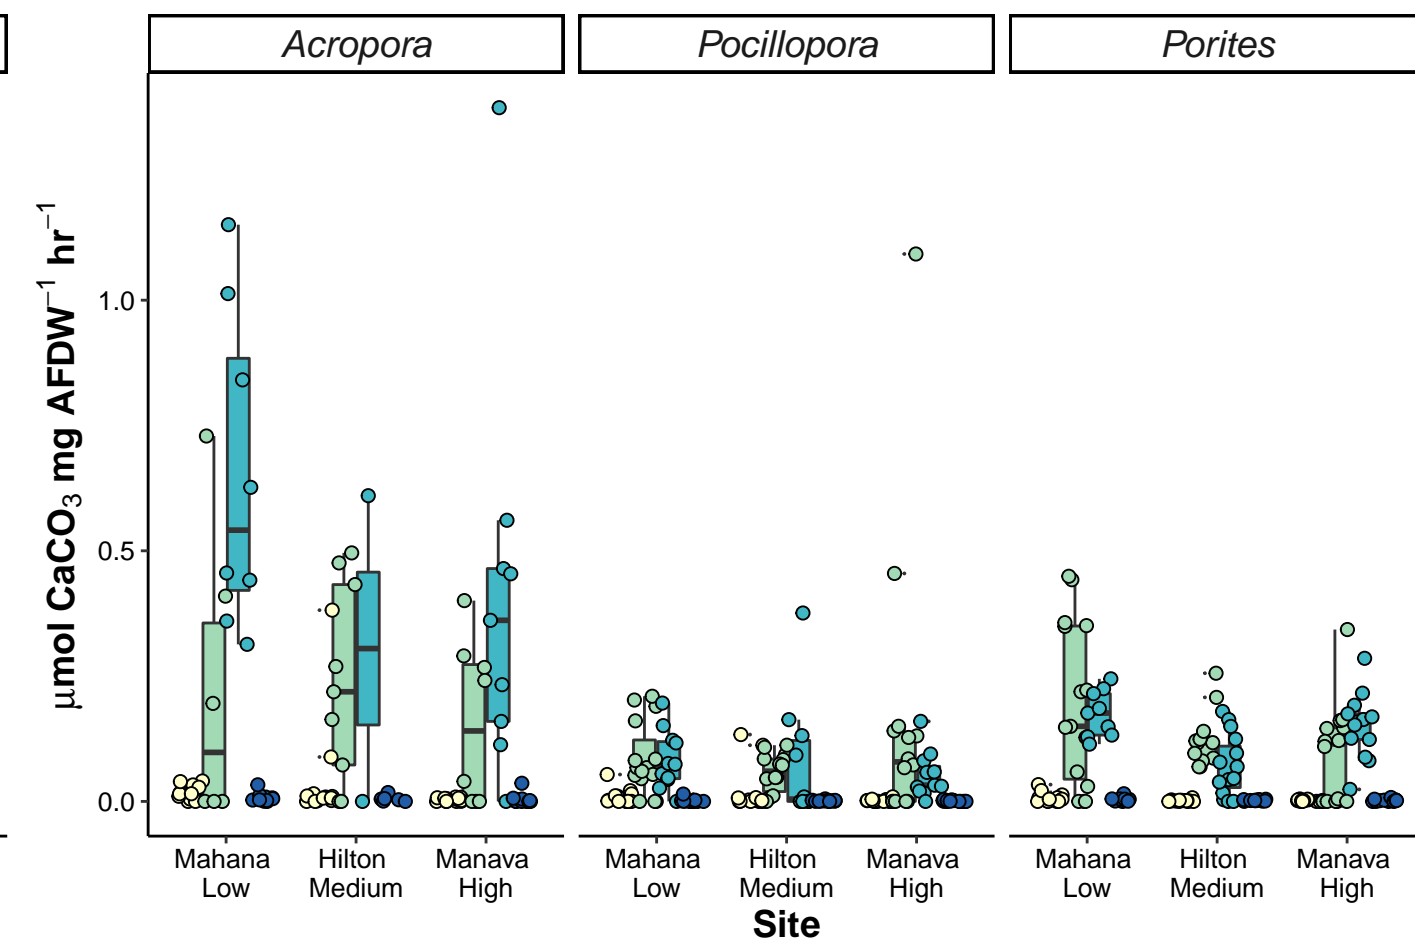 Acropora Pocillopora Porites
μmol CaCO₃ mg AFDW⁻¹ hr⁻¹
1.0
0.5
0.0
Mahana Hilton Manava Mahana Hilton Manava Mahana Hilton Manava
Low Medium High Low Medium High Low Medium High
Site